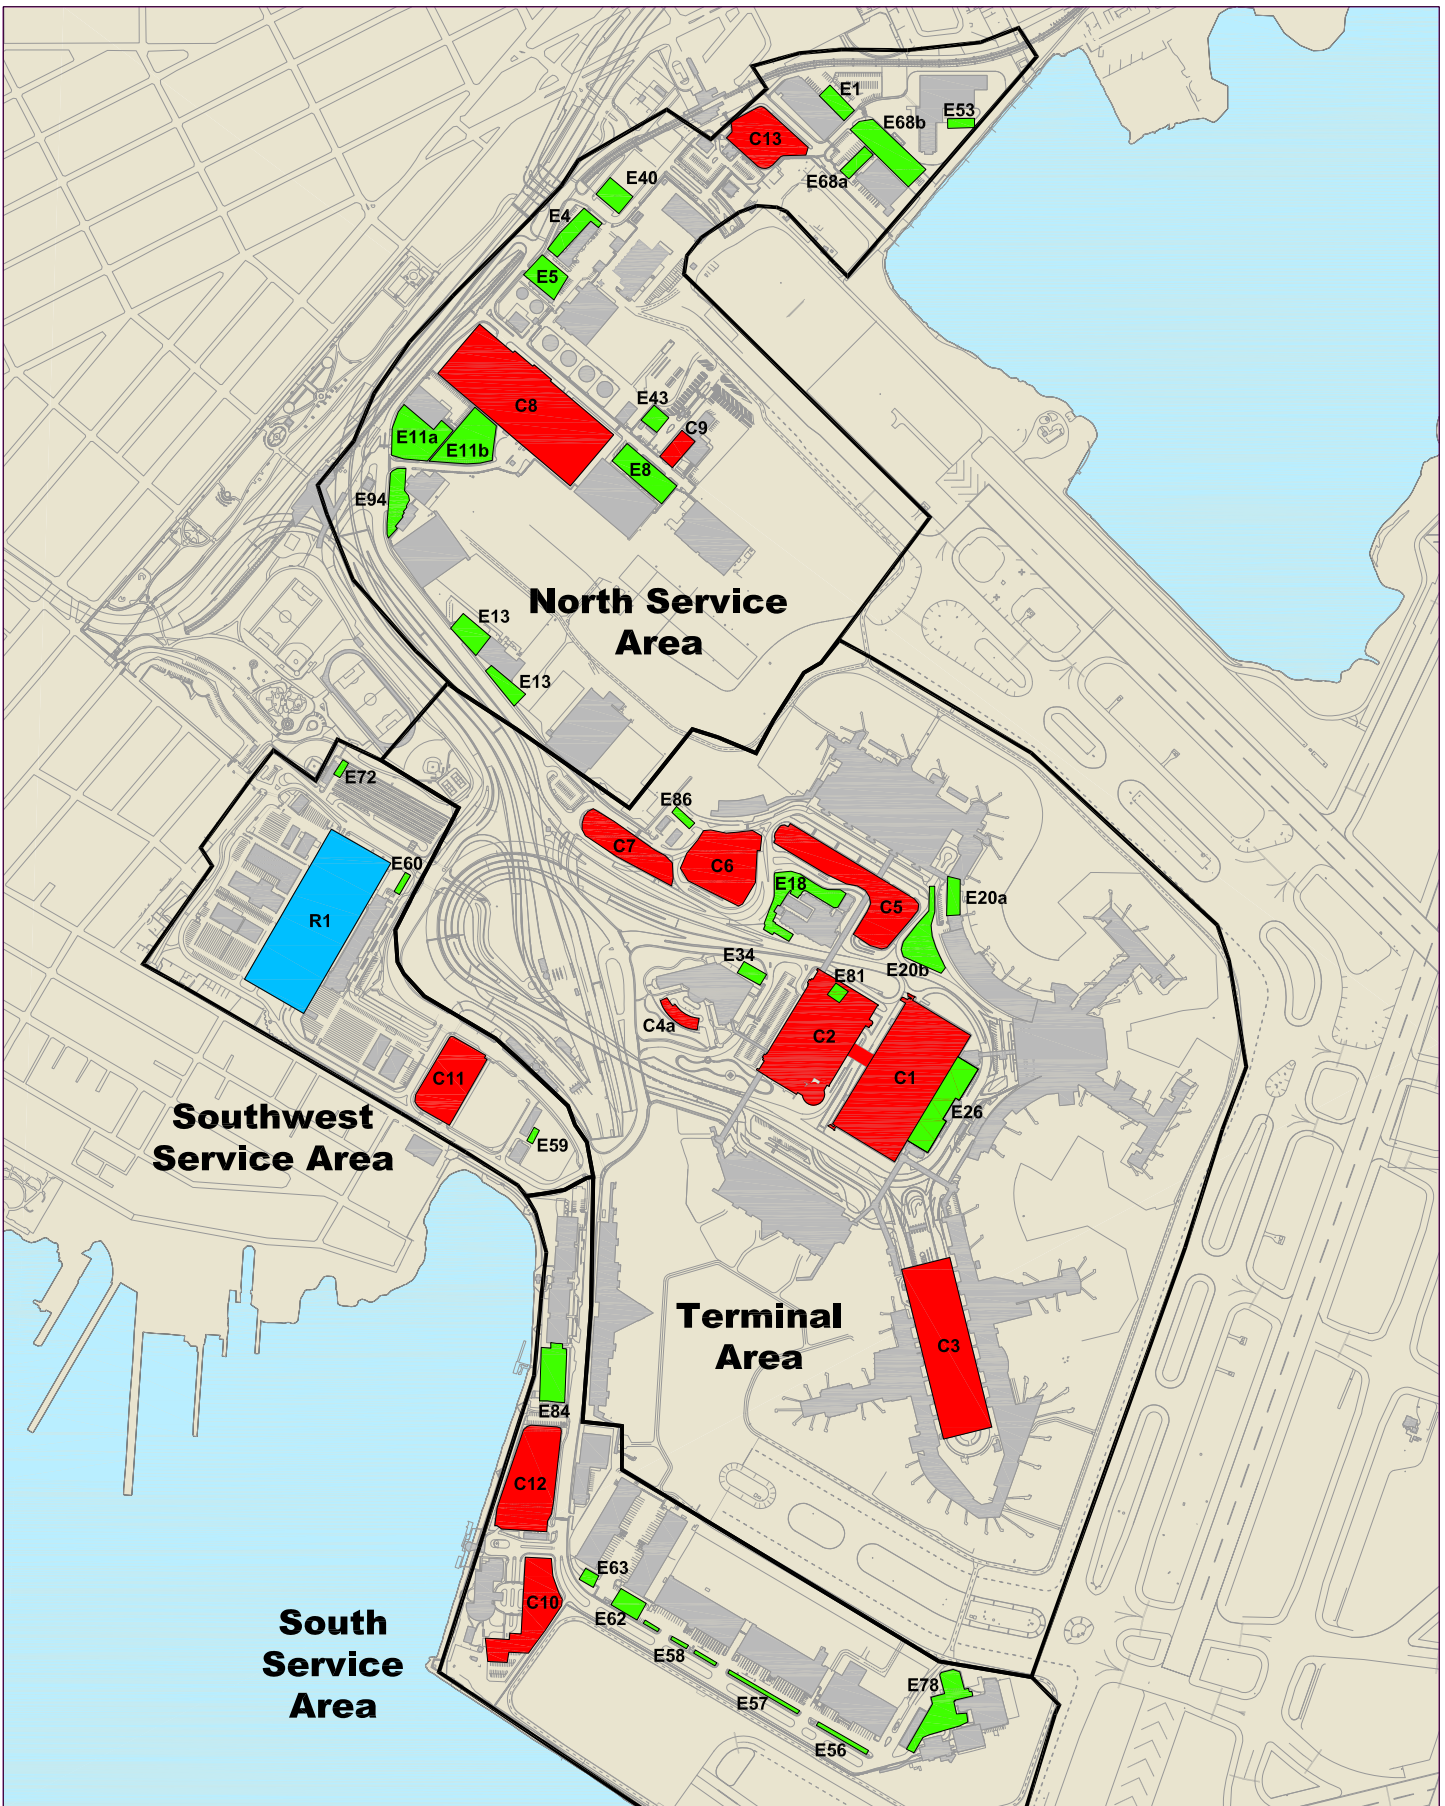 E1
E53
E68b
C13
E68a
E40
E4
E5
C8
E43
C9
E11a
E11b
E8
E94
North Service
Area
E13
E13
E72
E86
C7
C6
E60
E18
C5
E20a
R1
E20b
E34
E81
C4a
C2
C1
C11
E26
Southwest
Service Area
E59
Terminal
Area
C3
E84
C12
E63
C10
E62
South
Service
Area
E58
E78
E57
E56